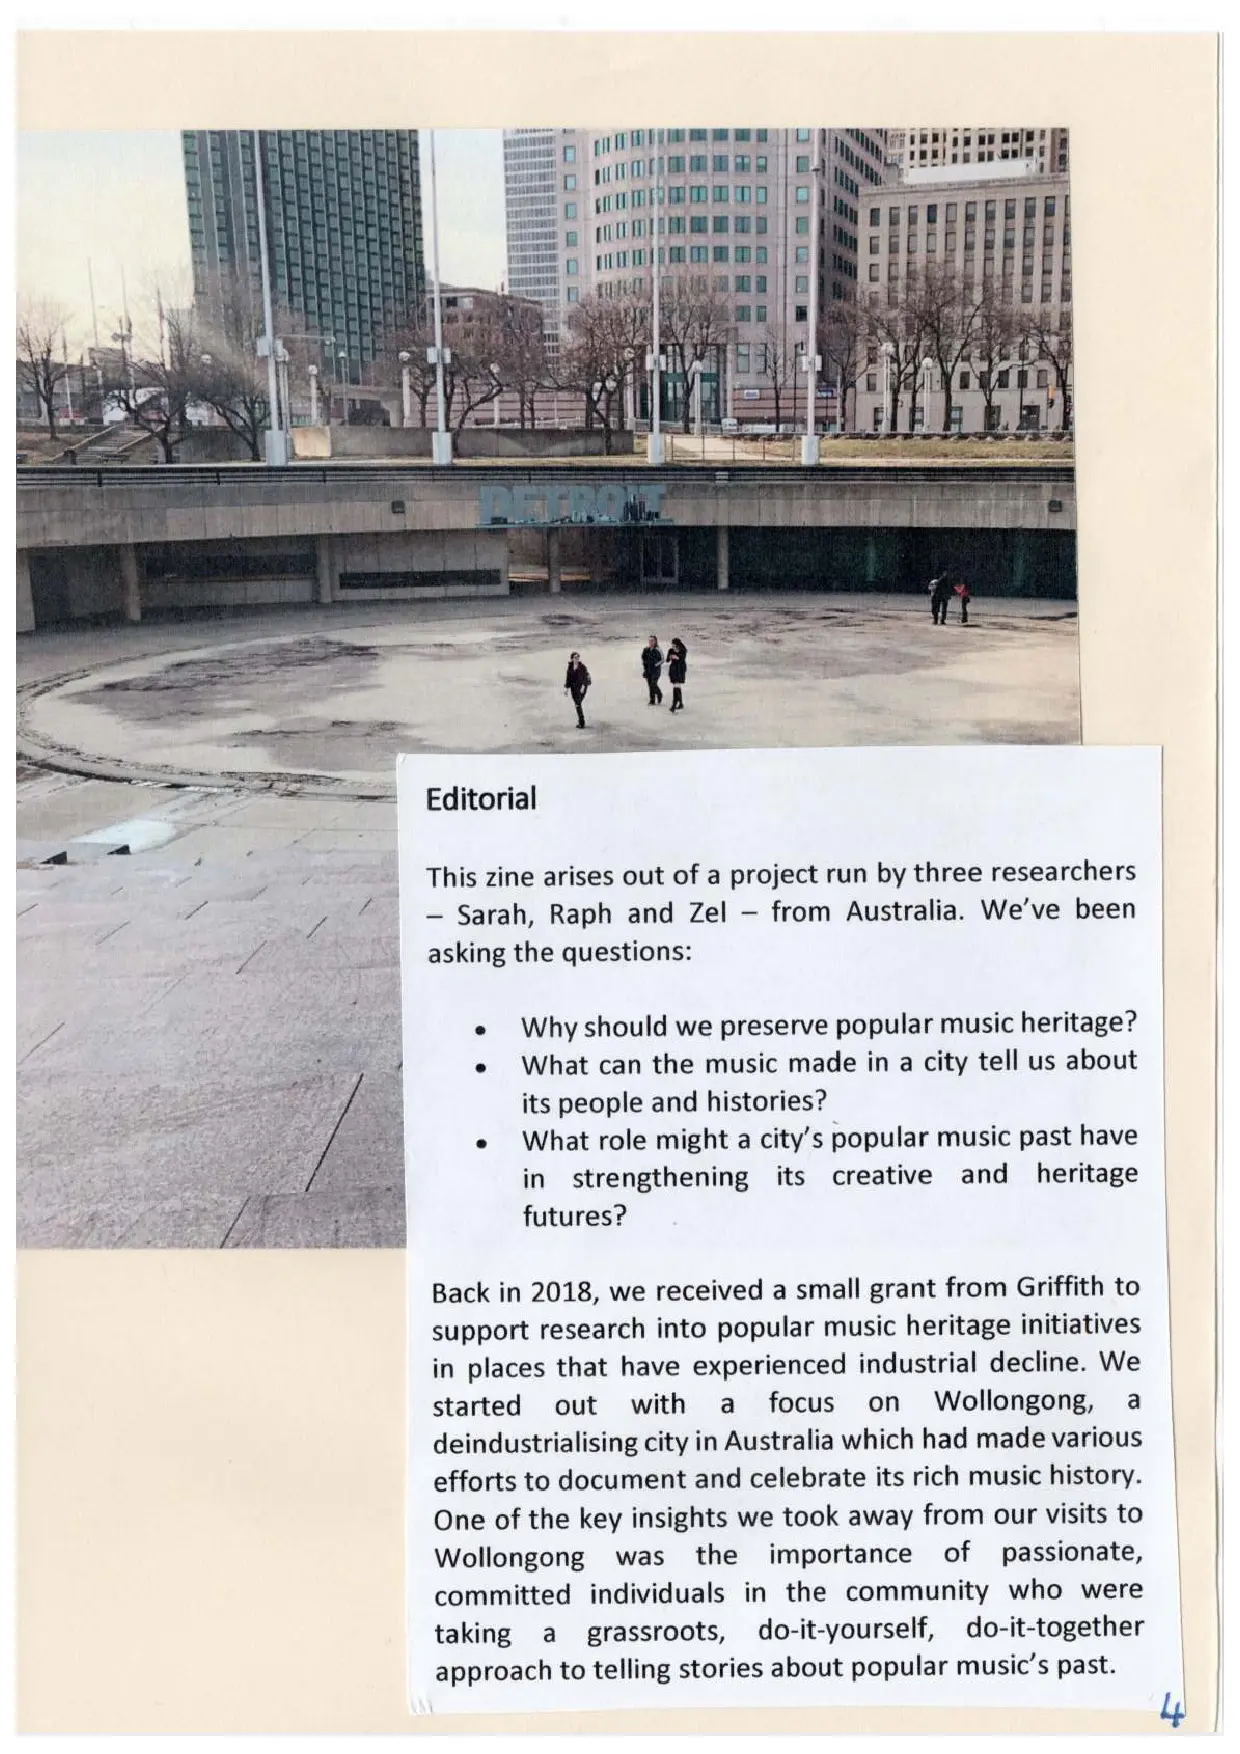 DETROIT
Editorial
This zine arises out of a project run by three researchers
– Sarah, Raph and Zel – from Australia. We’ve been
asking the questions:
• Why should we preserve popular music heritage?
• What can the music made in a city tell us about
its people and histories?
• What role might a city’s popular music past have
in strengthening its creative and heritage
futures?
Back in 2018, we received a small grant from Griffith to
support research into popular music heritage initiatives
in places that have experienced industrial decline. We
started out with a focus on Wollongong, a
deindustrialising city in Australia which had made various
efforts to document and celebrate its rich music history.
One of the key insights we took away from our visits to
Wollongong was the importance of passionate,
committed individuals in the community who were
taking a grassroots, do-it-yourself, do-it-together
approach to telling stories about popular music’s past.
4